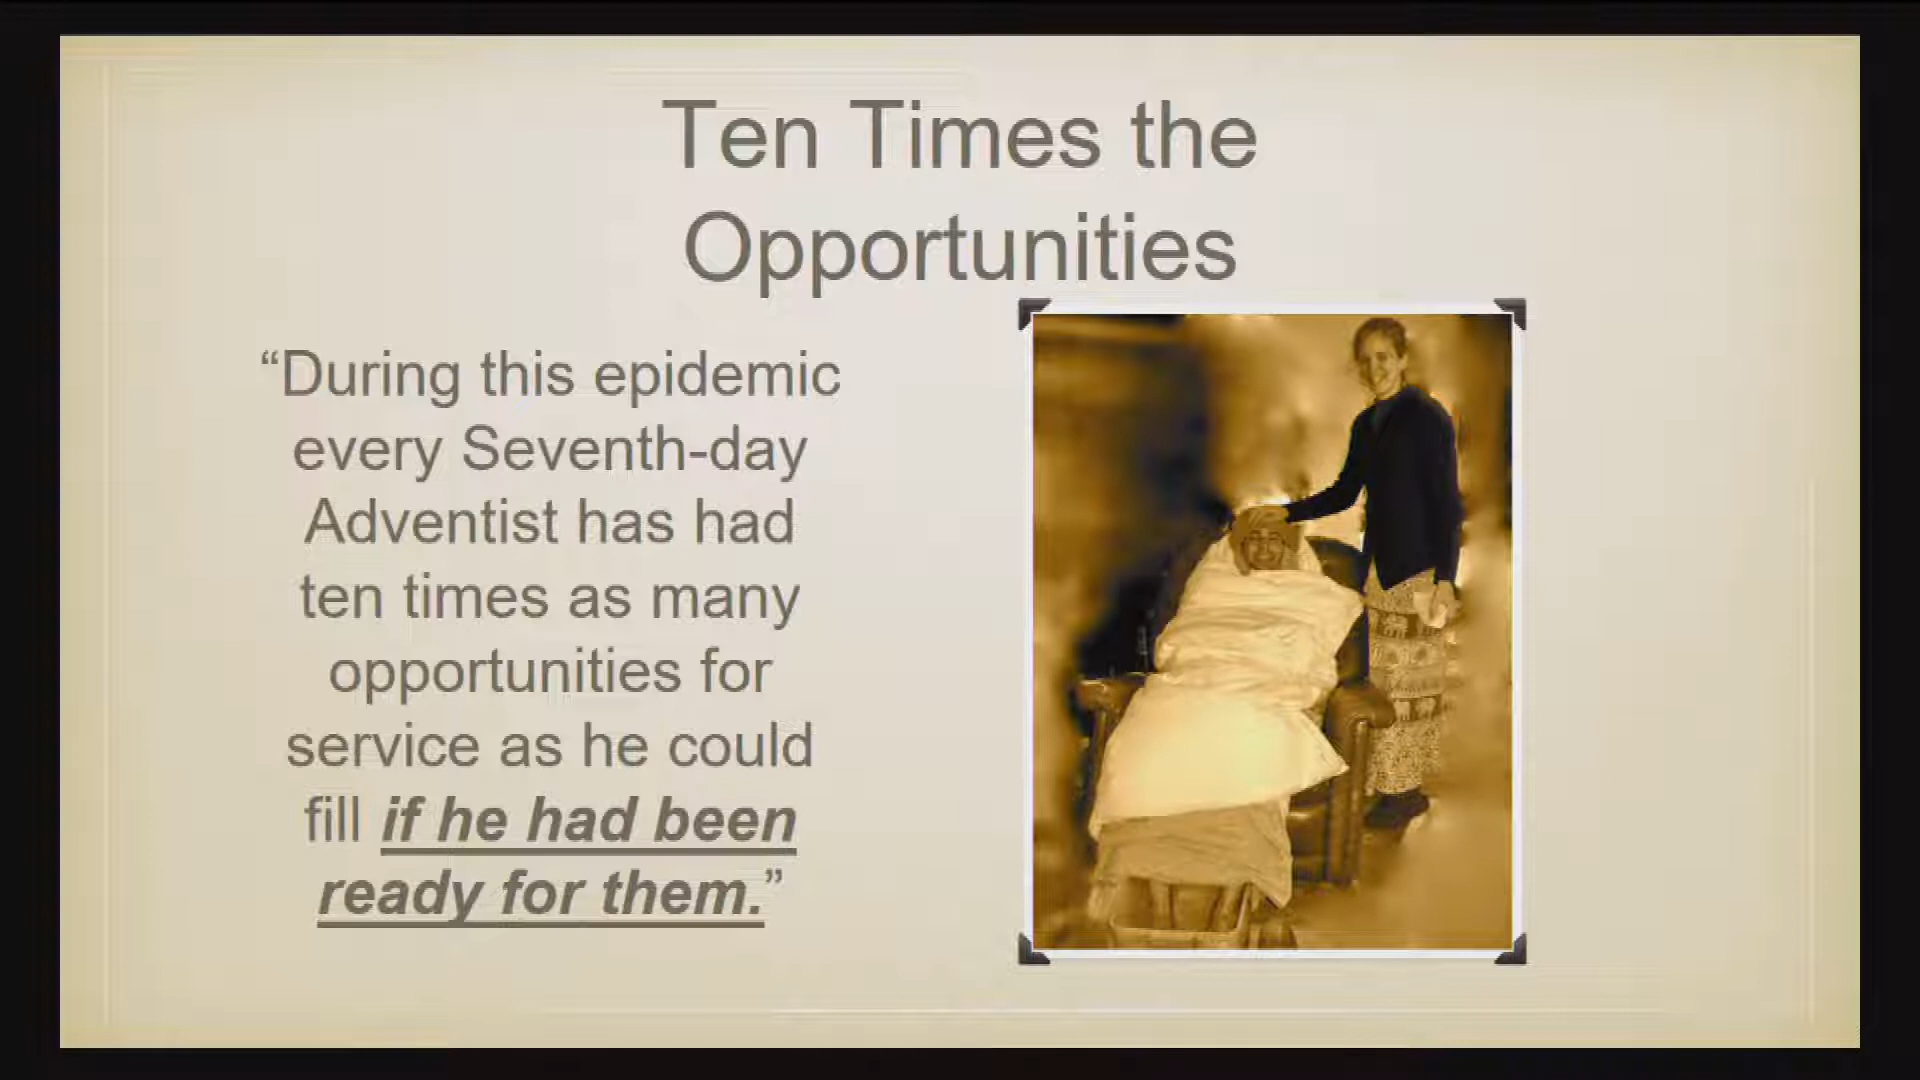 Ten Times the
Opportunities
“During this epidemic
every Seventh-day
Adventist has had
ten times as many
opportunities for
service as he could
fill if he had been
ready for them.”